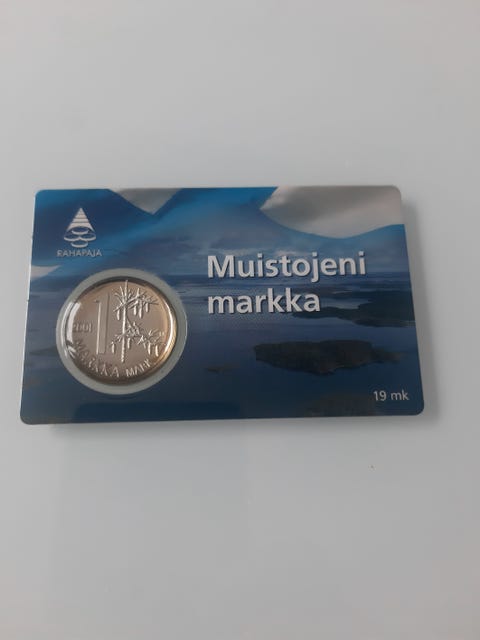 RAHAPAJA
Muistojeni
markka
2001
1
MARKKA MARK
19 mk